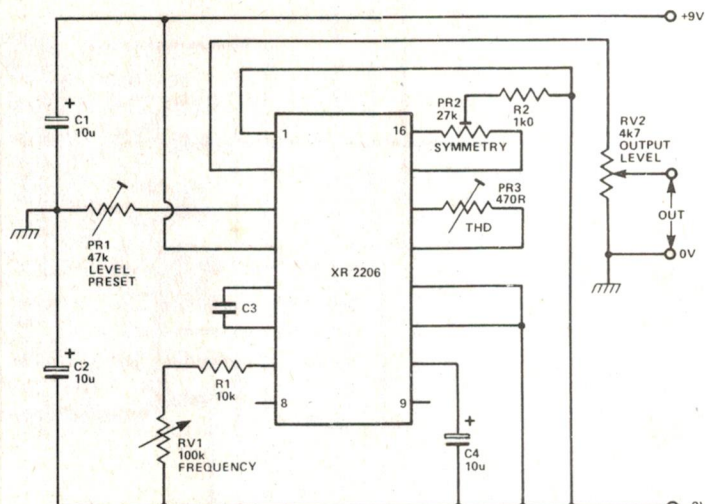 +9V
C1
10u
+
1
16
PR2
27k
SYMMETRY
R2
1k0
RV2
4k7
OUTPUT
LEVEL
PR1
47k
LEVEL
PRESET
PR3
470R
THD
OUT
0V
XR 2206
C3
+
C2
10u
R1
10k
8
9
RV1
100k
FREQUENCY
+
C4
10u